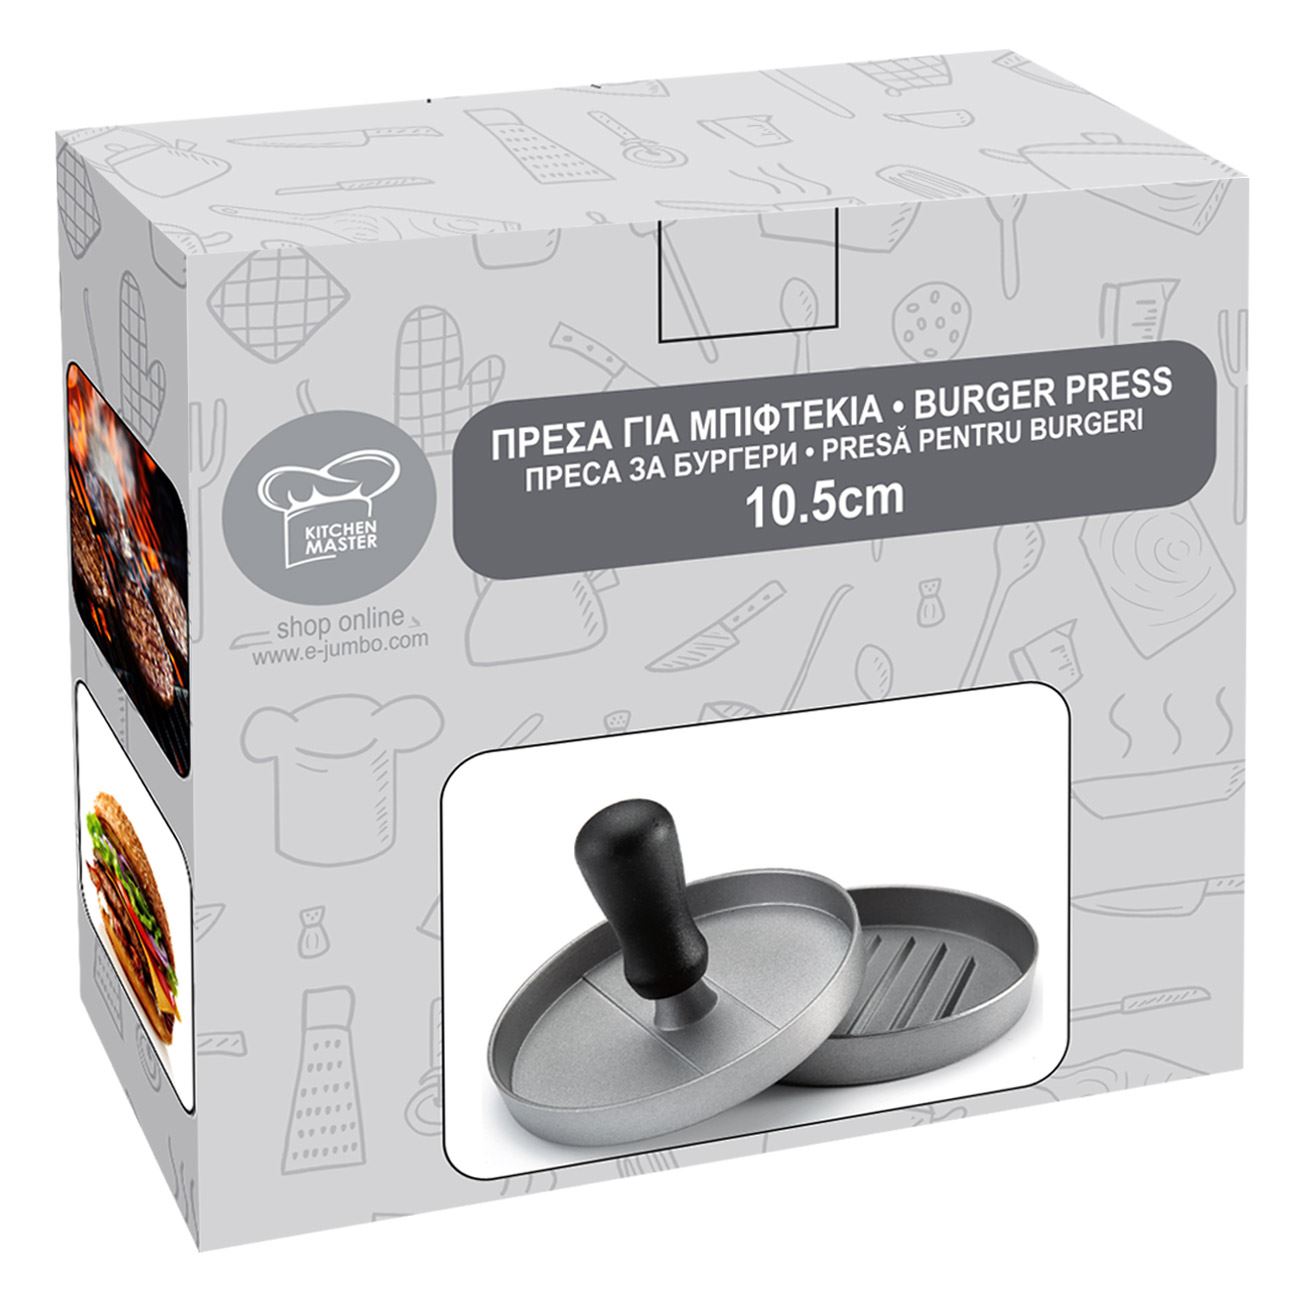 ΠΡΕΣΑ ΓΙΑ ΜΠΙΦΤΕΚΙΑ • BURGER PRESS
ПРЕСА ЗА БУРГЕРИ • PRESĂ PENTRU BURGERI
10.5cm
KITCHEN
MASTER
shop online
www.e-jumbo.com